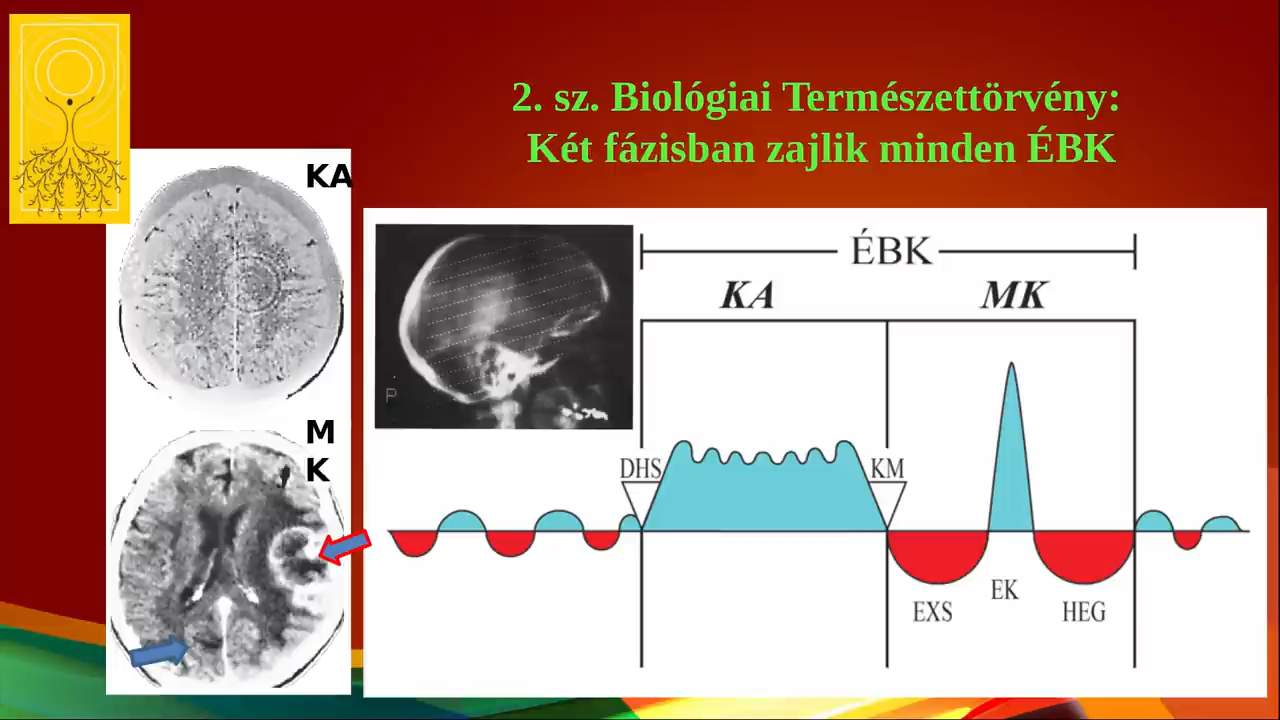 2. sz. Biológiai Természettörvény:
Két fázisban zajlik minden ÉBK
KA
M
K
P
ÉBK
KA
MK
DHS
KM
EXS
EK
HEG